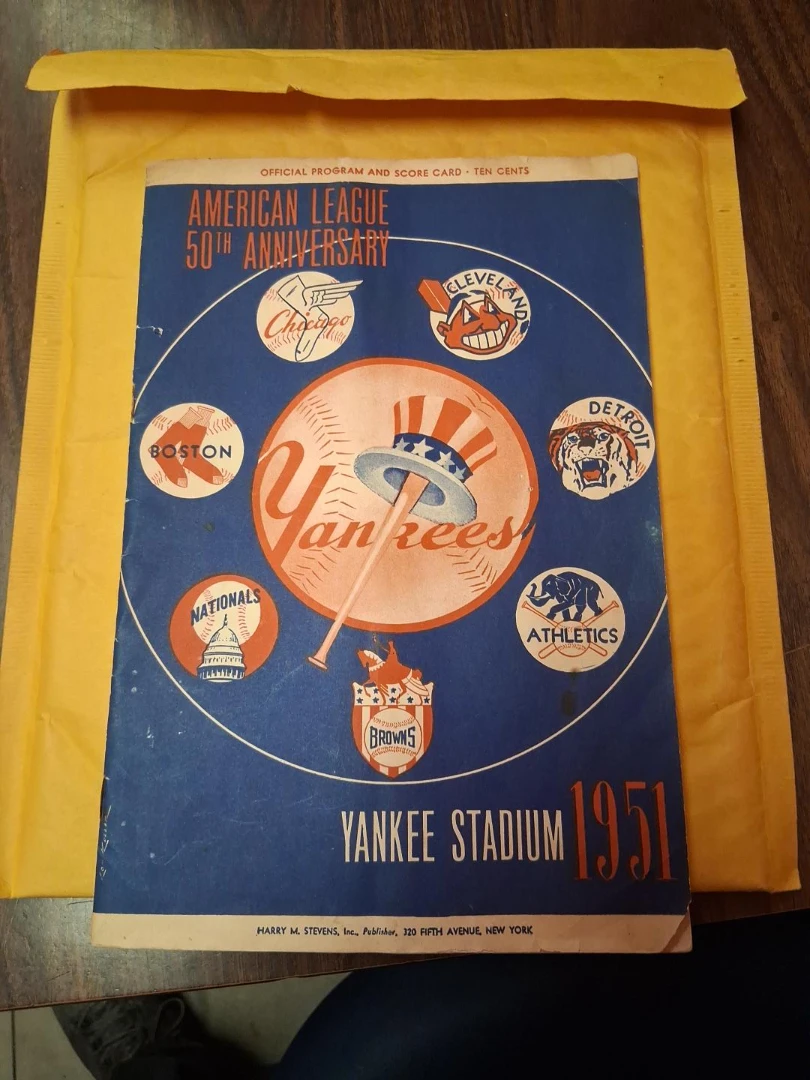 OFFICIAL PROGRAM AND SCORE CARD · TEN CENTS
AMERICAN LEAGUE
50TH ANNIVERSARY
Chicago
CLEVELAND
BOSTON
DETROIT
Yankees
NATIONALS
ATHLETICS
BROWNS
YANKEE STADIUM 1951
HARRY M. STEVENS, Inc., Publisher, 320 FIFTH AVENUE, NEW YORK